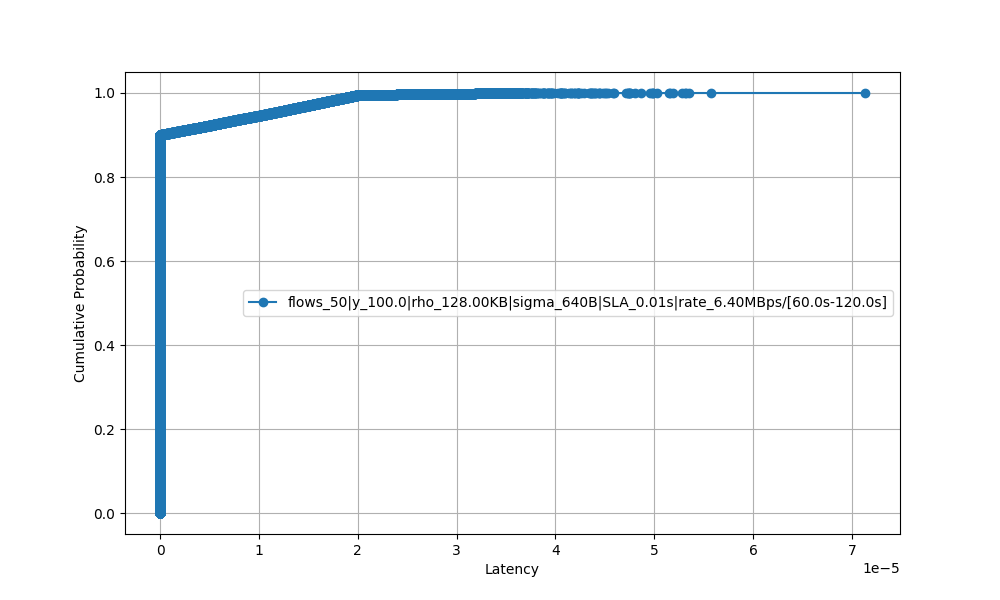 1.0
0.8
0.6
0.4
0.2
0.0
Cumulative Probability
flows_50|y_100.0|rho_128.00KB|sigma_640B|SLA_0.01s|rate_6.40MBps/[60.0s-120.0s]
0 1 2 3 4 5 6 7
1e−5
Latency